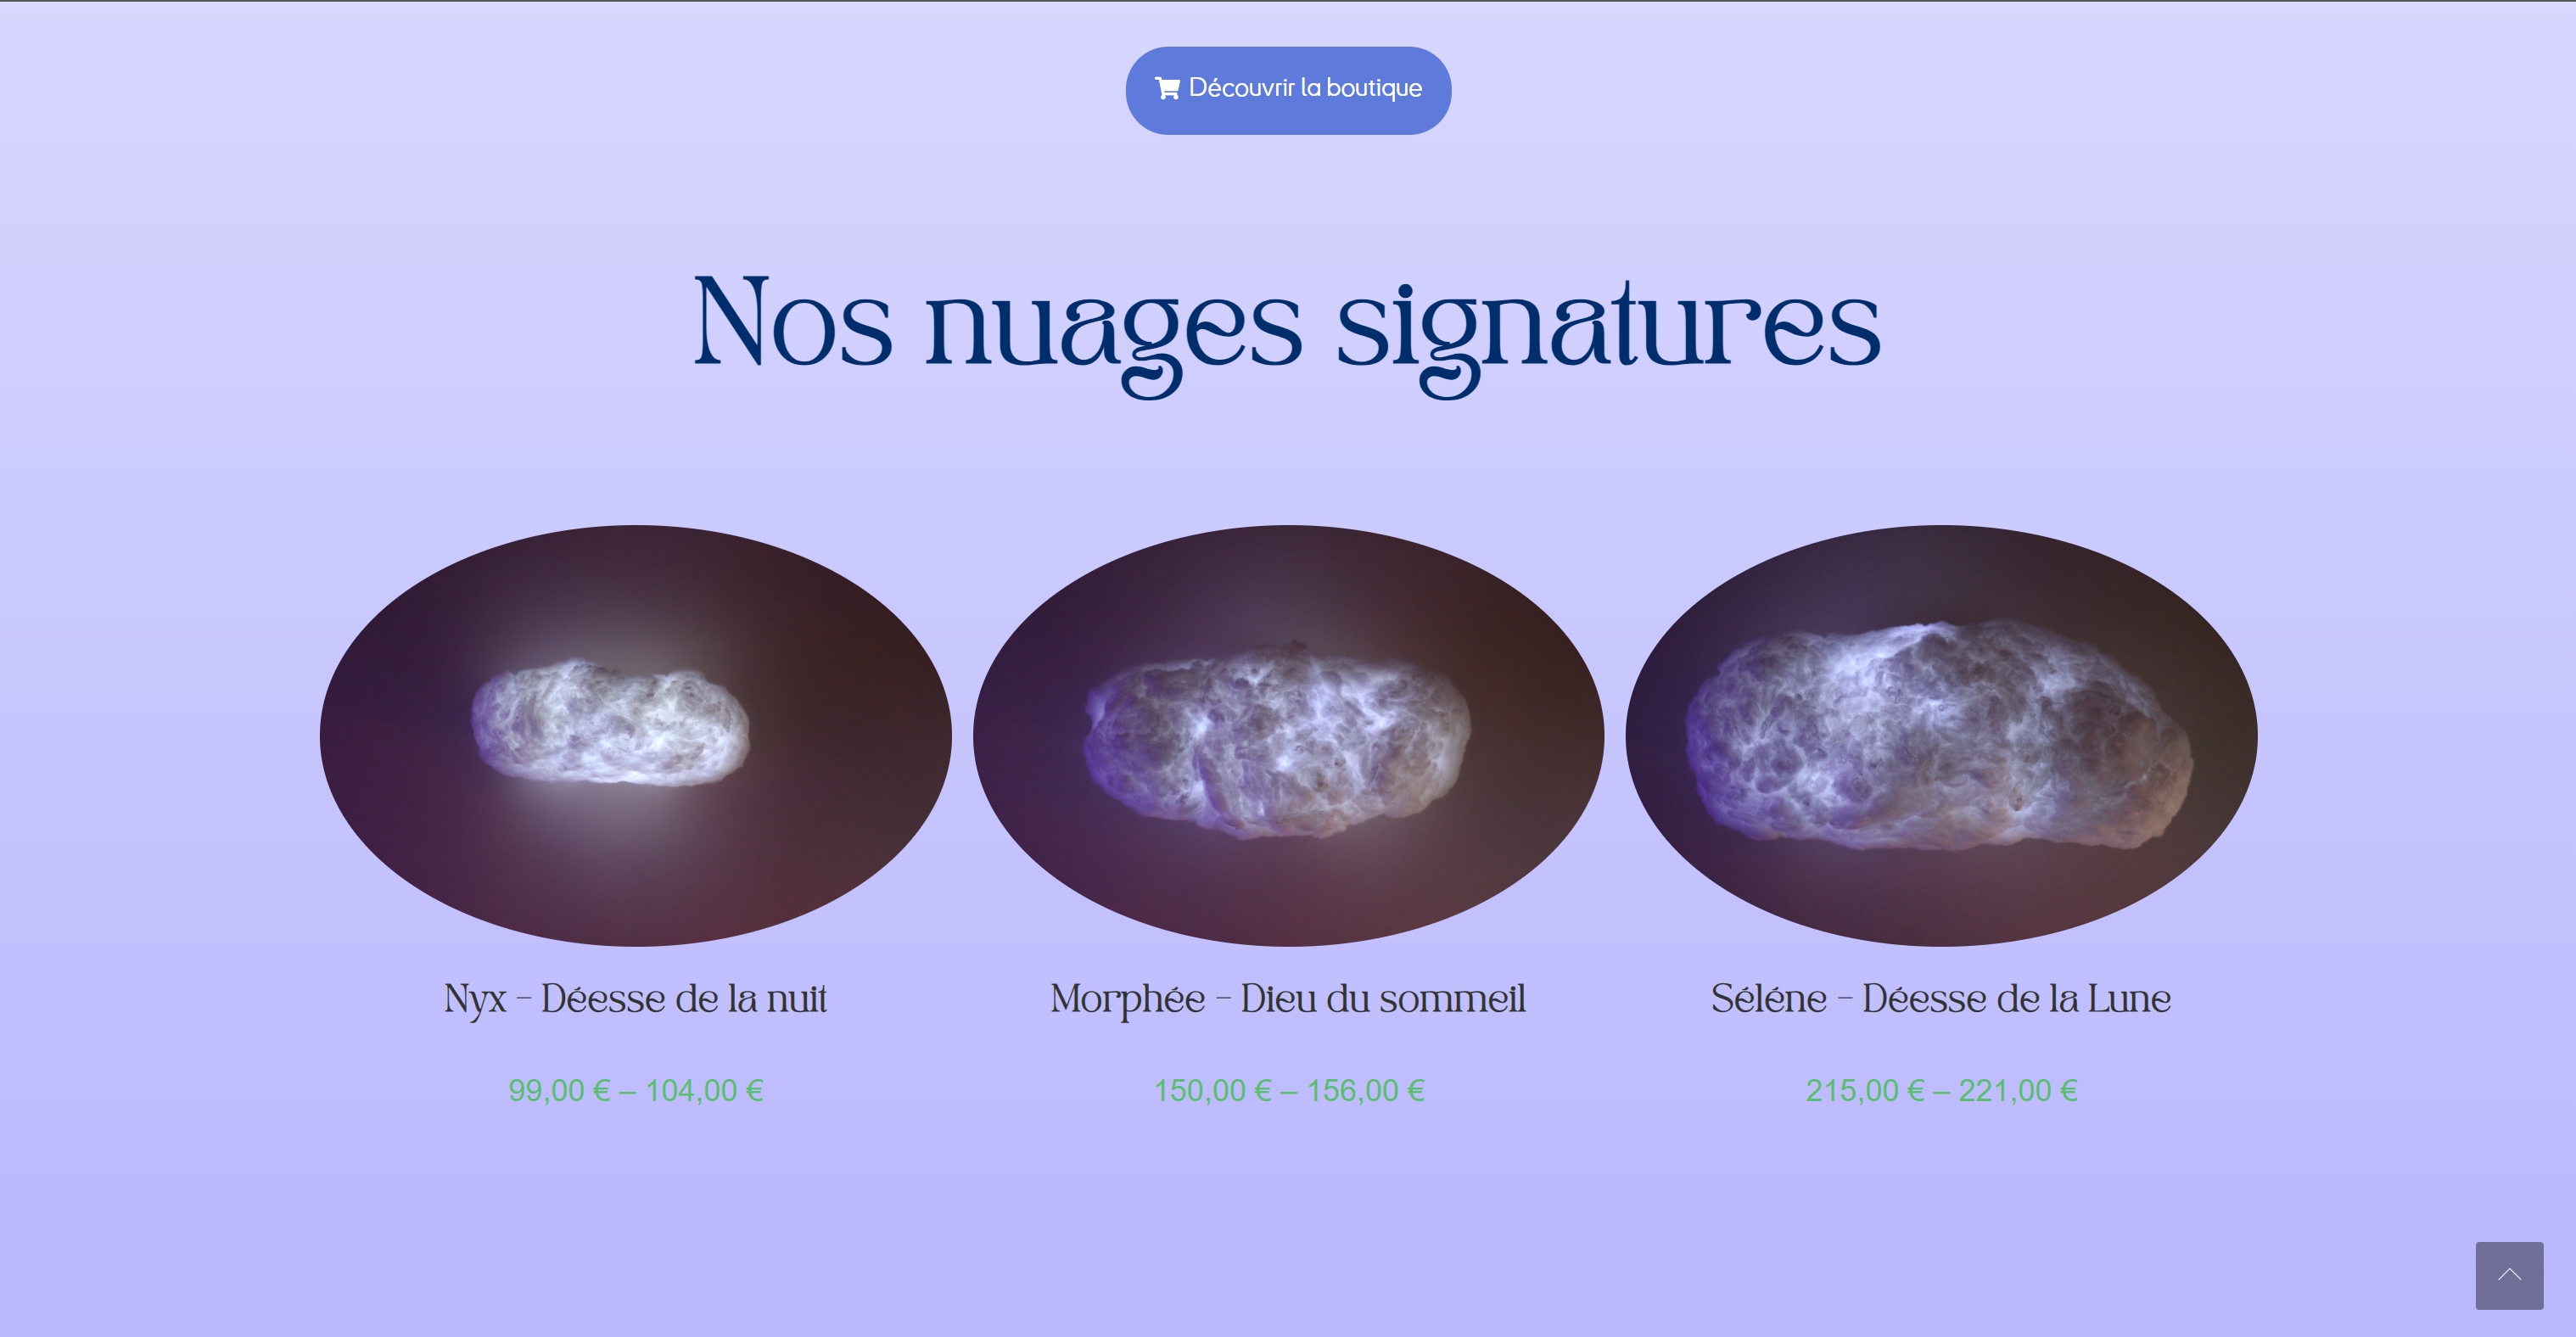 Découvrir la boutique
Nos nuages signatures
Nyx – Déesse de la nuit
Morphée – Dieu du sommeil
Séléne – Déesse de la Lune
99,00 € – 104,00 €
150,00 € – 156,00 €
215,00 € – 221,00 €